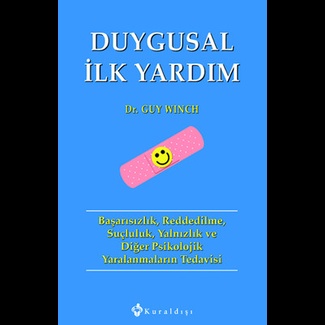 DUYGUSAL
İLK YARDIM
Dr. GUY WINCH
Başarısızlık, Reddedilme,
Suçluluk, Yalnızlık ve
Diğer Psikolojik
Yaralanmaların Tedavisi
Kuraldışı